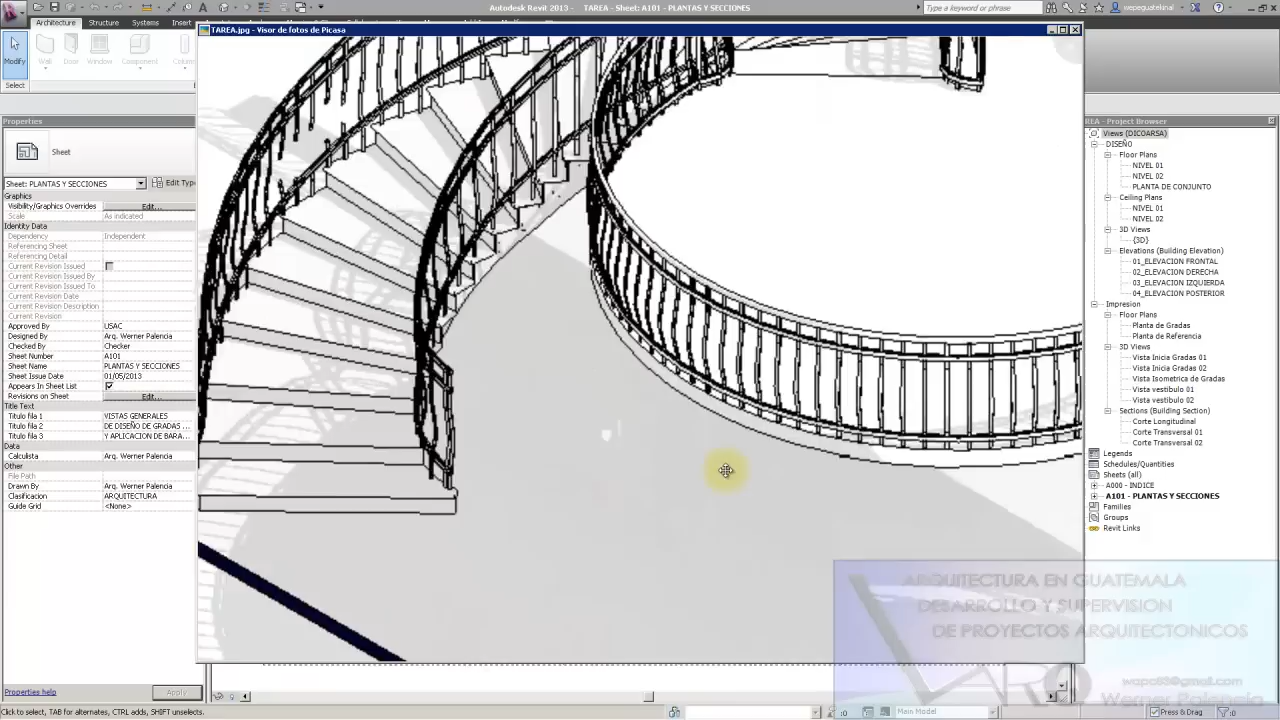 Autodesk Revit 2013 - TAREA - Sheet: A101 - PLANTAS Y SECCIONES
Type a keyword or phrase
wepeguatekinal
Architecture
Structure
Systems
Insert
TAREA.jpg - Visor de fotos de Picasa
Modify
Wall
Door
Window
Component
Select
Properties
Sheet
Sheet: PLANTAS Y SECCIONES
Edit Type
Graphics
Visibility/Graphics Overrides Edit...
Scale As indicated
Identity Data
Dependency Independent
Referencing Sheet
Referencing Detail
Current Revision Issued
Current Revision Issued By
Current Revision Issued To
Current Revision Date
Current Revision Description
Current Revision
Approved By LISAC
Designed By Arq. Werner Palencia
Checked By Checker
Sheet Number A101
Sheet Name PLANTAS Y SECCIONES
Sheet Issue Date 01/05/2013
Appears In Sheet List
Revisions on Sheet Edit...
Title Text
Titulo fila 1 VISTAS GENERALES
Titulo fila 2 DE DISEÑO DE GRADAS ...
Titulo fila 3 Y APLICACION DE BARA...
Data
Calculista Arq. Werner Palencia
Other
File Path
Drawn By Arq. Werner Palencia
Clasificacion ARQUITECTURA
Guide Grid <None>
Properties help
Apply
Click to select, TAB for alternates, CTRL adds, SHIFT unselects.
:0
Main Model
Press & Drag
:0
REA - Project Browser
Views (DICOARSA)
DISEÑO
Floor Plans
NIVEL 01
NIVEL 02
PLANTA DE CONJUNTO
Ceiling Plans
NIVEL 01
NIVEL 02
3D Views
{3D}
Elevations (Building Elevation)
01_ELEVACION FRONTAL
02_ELEVACION DERECHA
03_ELEVACION IZQUIERDA
04_ELEVACION POSTERIOR
Impresion
Floor Plans
Planta de Gradas
Planta de Referencia
3D Views
Vista Inicia Gradas 01
Vista Inicia Gradas 02
Vista Isometrica de Gradas
Vista vestibulo 01
Vista vestibulo 02
Sections (Building Section)
Corte Longitudinal
Corte Transversal 01
Corte Transversal 02
Legends
Schedules/Quantities
Sheets (all)
A000 - INDICE
A101 - PLANTAS Y SECCIONES
Families
Groups
Revit Links
ARQUITECTURA EN GUATEMALA
DESARROLLO Y SUPERVISION
DE PROYECTOS ARQUITECTONICOS
Werner Palencia